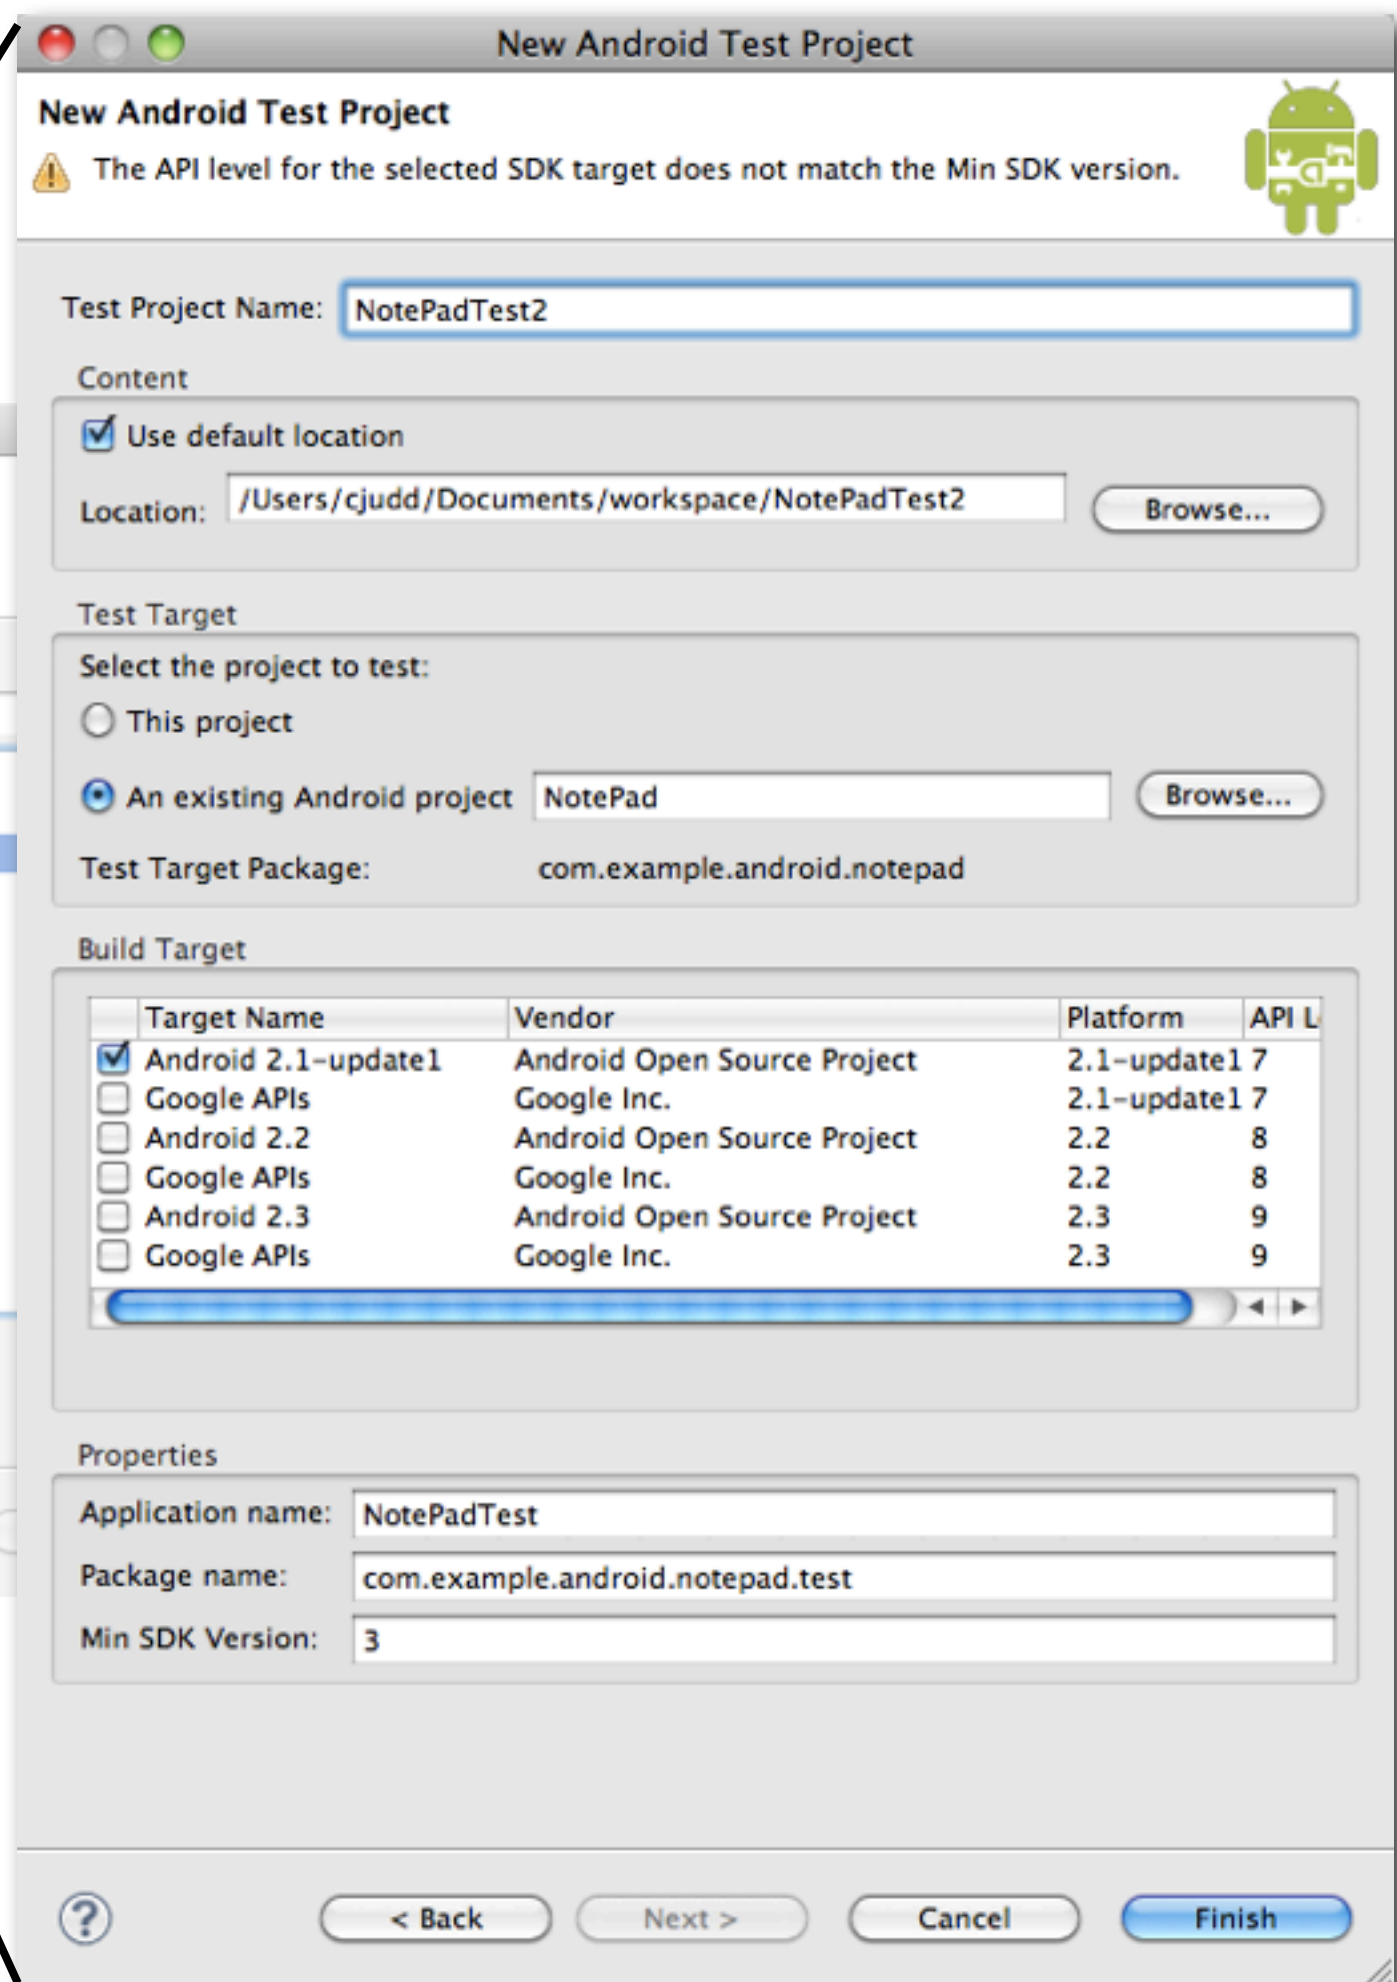 New Android Test Project
New Android Test Project
The API level for the selected SDK target does not match the Min SDK version.
Test Project Name: NotePadTest2
Content
Use default location
Location: /Users/cjudd/Documents/workspace/NotePadTest2 Browse...
Test Target
Select the project to test:
This project
An existing Android project NotePad Browse...
Test Target Package: com.example.android.notepad
Build Target
Target Name Vendor Platform API L
Android 2.1-update1 Android Open Source Project 2.1-update1 7
Google APIs Google Inc. 2.1-update1 7
Android 2.2 Android Open Source Project 2.2 8
Google APIs Google Inc. 2.2 8
Android 2.3 Android Open Source Project 2.3 9
Google APIs Google Inc. 2.3 9
Properties
Application name: NotePadTest
Package name: com.example.android.notepad.test
Min SDK Version: 3
? < Back Next > Cancel Finish